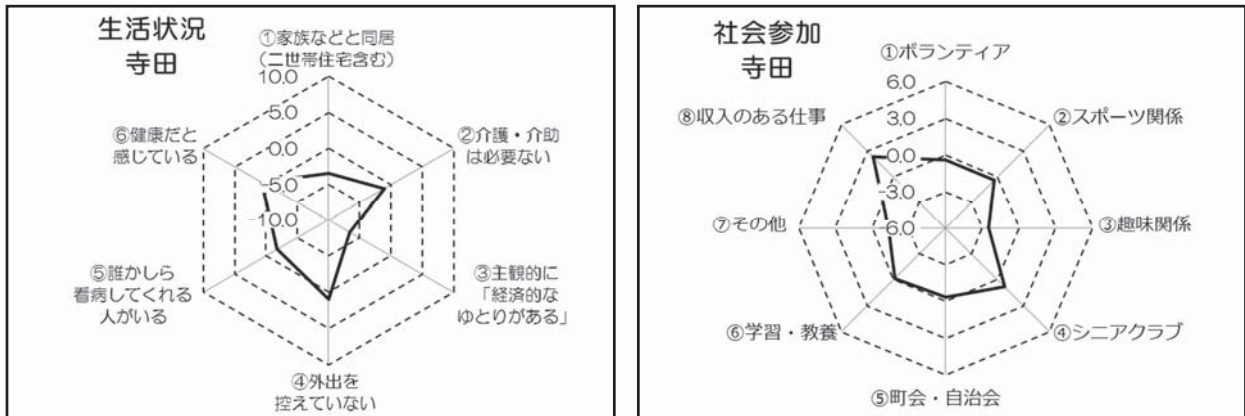 生活状況
寺田
①家族などと同居
（二世帯住宅含む）
10.0
5.0
0.0
-5.0
-10.0
②介護・介助
は必要ない
③主観的に
「経済的な
ゆとりがある」
④外出を
控えていない
⑤誰かしら
看病してくれる
人がいる
⑥健康だと
感じている
社会参加
寺田
①ボランティア
6.0
3.0
0.0
-3.0
-6.0
②スポーツ関係
③趣味関係
④シニアクラブ
⑤町会・自治会
⑥学習・教養
⑦その他
⑧収入のある仕事